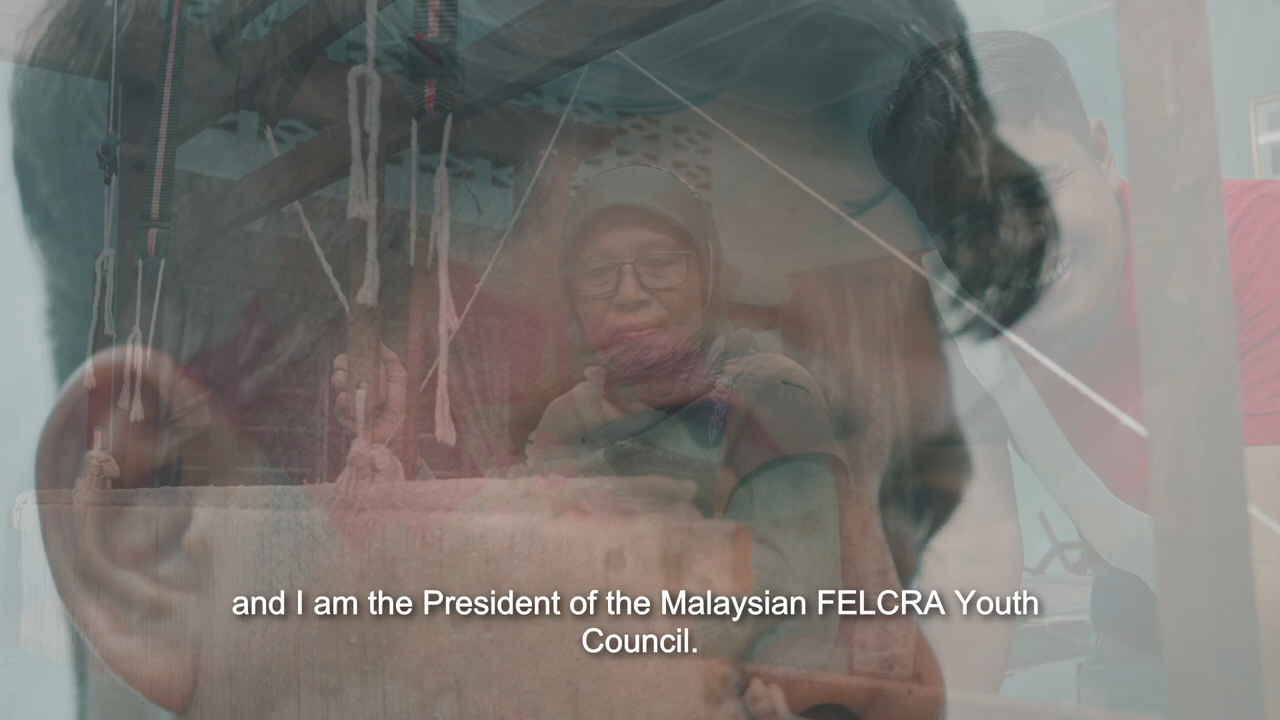 and I am the President of the Malaysian FELCRA Youth
Council.